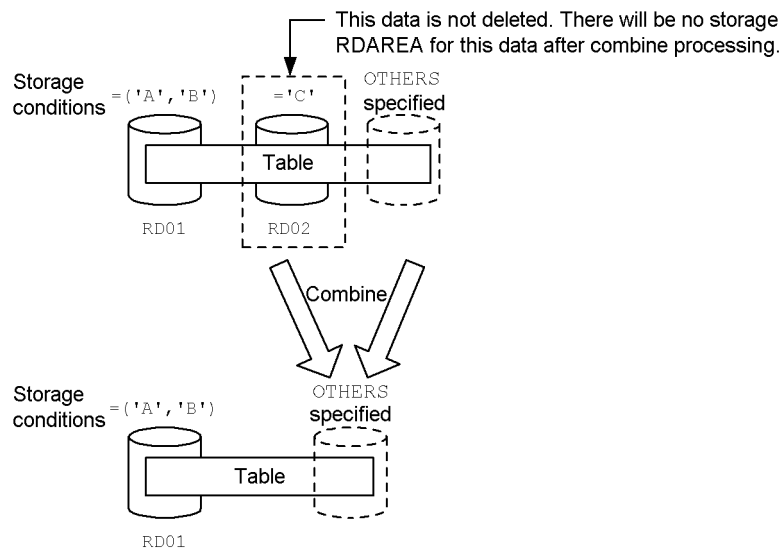 This data is not deleted. There will be no storage
RDAREA for this data after combine processing.
Storage
conditions
=('A','B')
='C'
OTHERS
specified
Table
RD01
RD02
Combine
OTHERS
specified
Storage
conditions
=('A','B')
Table
RD01